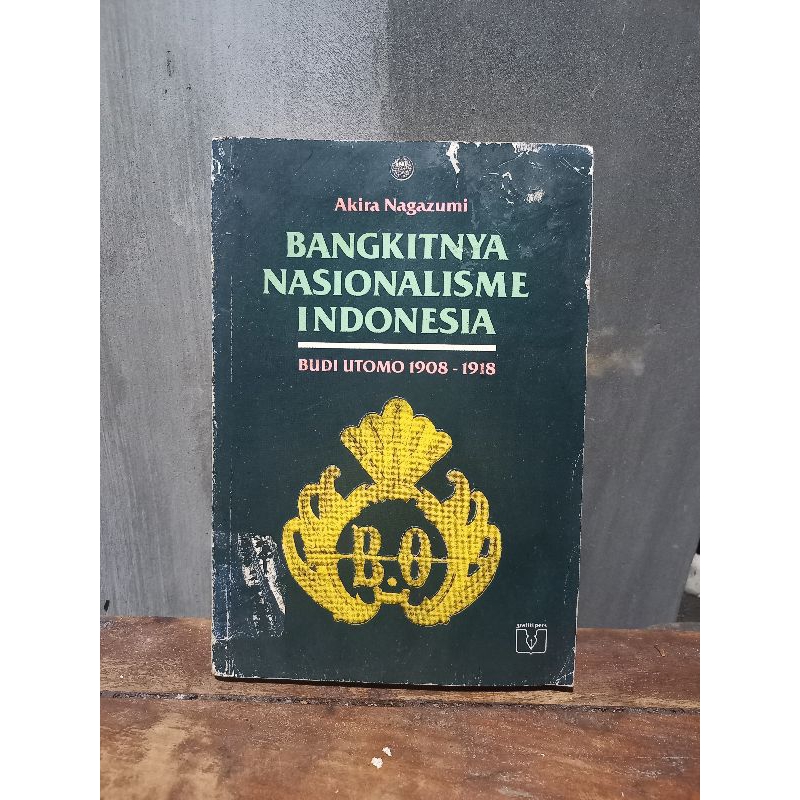 Akira Nagazumi
BANGKITNYA
NASIONALISME
INDONESIA
BUDI UTOMO 1908 - 1918
B.O
grafiti pers